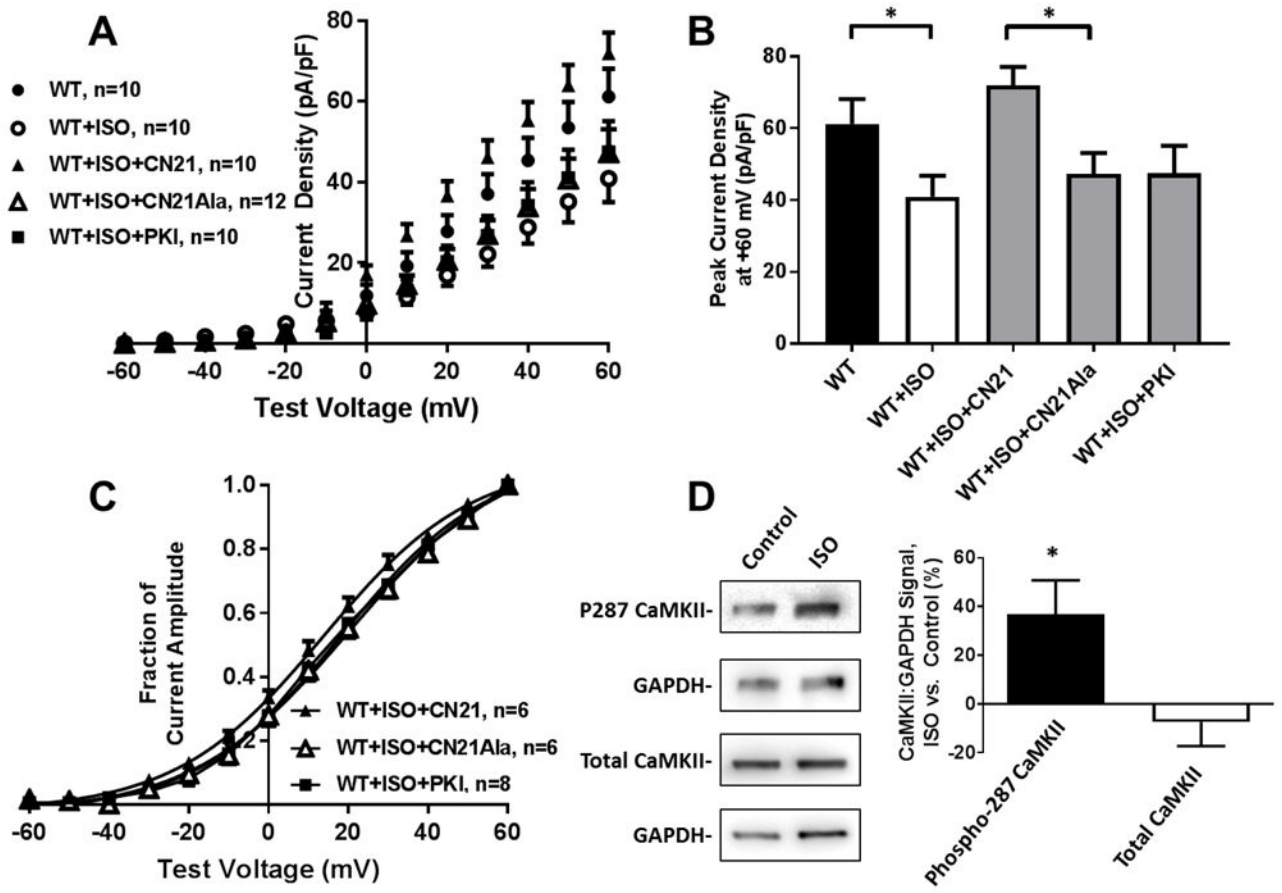 A
WT, n=10
WT+ISO, n=10
WT+ISO+CN21, n=10
WT+ISO+CN21Ala, n=12
WT+ISO+PKI, n=10
Current Density (pA/pF)
80
60
40
20
-60 -40 -20 0 20 40 60
Test Voltage (mV)
B
* *
Peak Current Density
at +60 mV (pA/pF)
80
60
40
20
0
WT
WT+ISO
WT+ISO+CN21
WT+ISO+CN21Ala
WT+ISO+PKI
C
Fraction of
Current Amplitude
1.0
0.8
0.6
0.4
.2
WT+ISO+CN21, n=6
WT+ISO+CN21Ala, n=6
WT+ISO+PKI, n=8
-60 -40 -20 0 20 40 60
Test Voltage (mV)
D
Control
ISO
P287 CaMKII-
GAPDH-
Total CaMKII-
GAPDH-
CaMKII:GAPDH Signal,
ISO vs. Control (%)
60
40
20
0
-20
*
Phospho-287 CaMKII
Total CaMKII